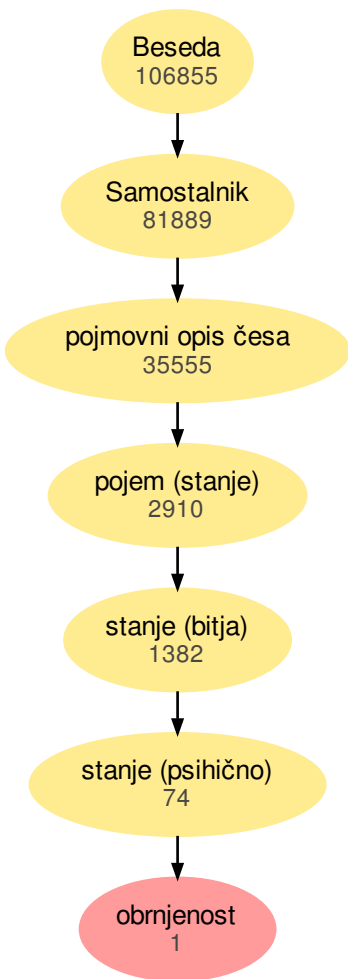 Beseda
106855
Samostalnik
81889
pojmovni opis česa
35555
pojem (stanje)
2910
stanje (bitja)
1382
stanje (psihično)
74
obrnjenost
1